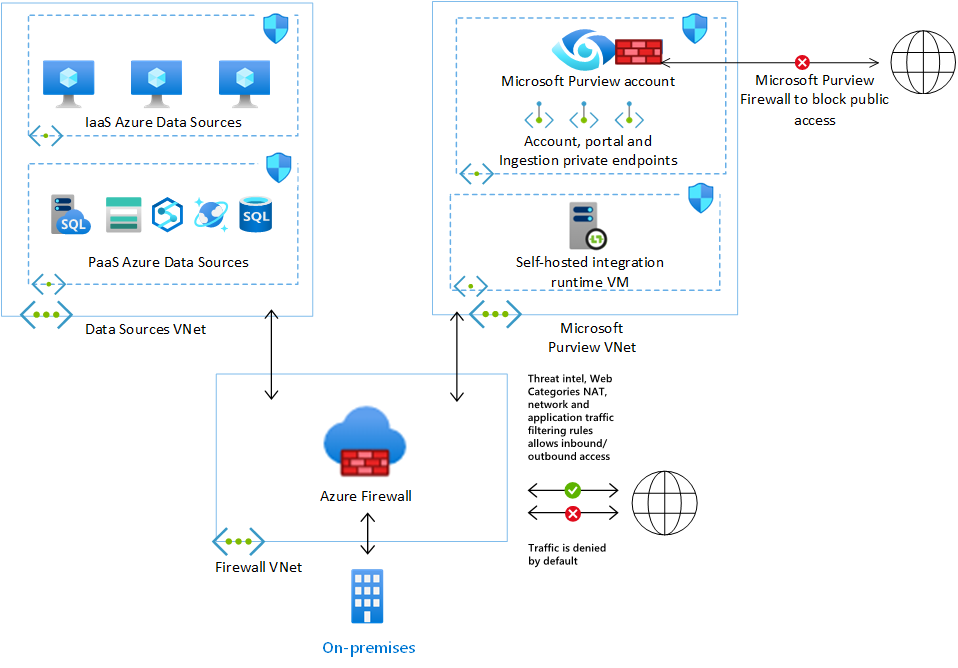 IaaS Azure Data Sources
SQL
SQL
PaaS Azure Data Sources
Data Sources VNet
Microsoft Purview account
Account, portal and
Ingestion private endpoints
Self-hosted integration
runtime VM
Microsoft
Purview VNet
Microsoft Purview
Firewall to block public
access
Azure Firewall
Firewall VNet
On-premises
Threat intel, Web
Categories NAT,
network and
application traffic
filtering rules
allows inbound/
outbound access
Traffic is denied
by default